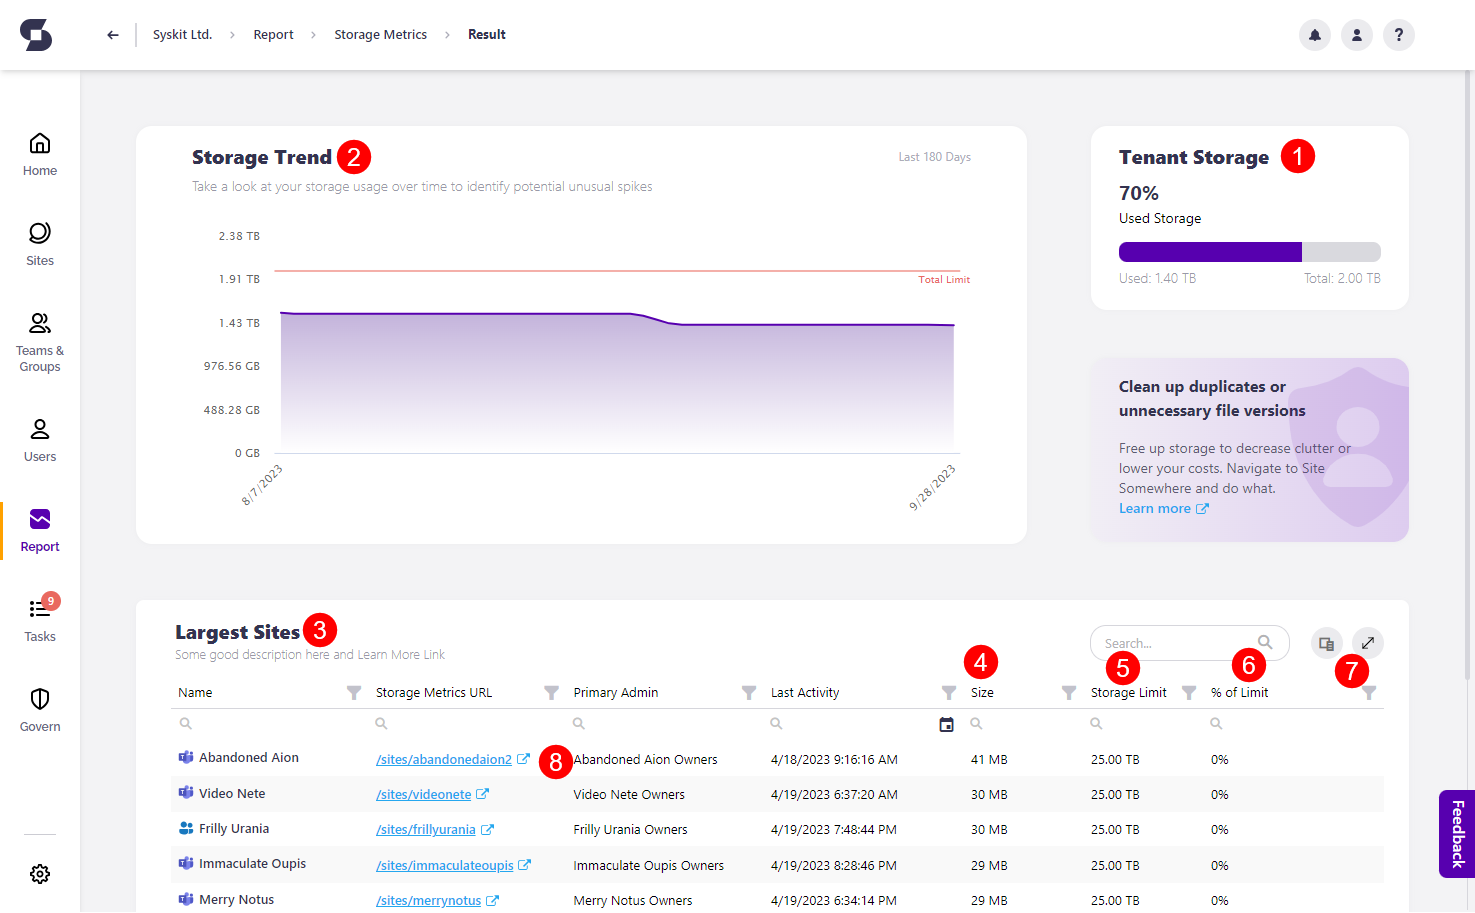 Syskit Ltd. > Report > Storage Metrics > Result
?
Home
Sites
Teams &
Groups
Users
Report
9
Tasks
Govern
Storage Trend 2
Last 180 Days
Take a look at your storage usage over time to identify potential unusual spikes
2.38 TB
1.91 TB
Total Limit
1.43 TB
976.56 GB
488.28 GB
0 GB
8/7/2023
9/28/2023
Tenant Storage 1
70%
Used Storage
Used: 1.40 TB Total: 2.00 TB
Clean up duplicates or
unnecessary file versions
Free up storage to decrease clutter or
lower your costs. Navigate to Site
Somewhere and do what.
Learn more
Largest Sites 3
Some good description here and Learn More Link
Search...
4 5 6 7
Name Storage Metrics URL Primary Admin Last Activity Size Storage Limit % of Limit
Abandoned Aion /sites/abandonedaion2 8 Abandoned Aion Owners 4/18/2023 9:16:16 AM 41 MB 25.00 TB 0%
Video Nete /sites/videonete Video Nete Owners 4/19/2023 6:37:20 AM 30 MB 25.00 TB 0%
Frilly Urania /sites/frillyurania Frilly Urania Owners 4/19/2023 7:48:44 PM 30 MB 25.00 TB 0%
Immaculate Oupis /sites/immaculateoupis Immaculate Oupis Owners 4/19/2023 8:28:46 PM 29 MB 25.00 TB 0%
Merry Notus /sites/merrynotus Merry Notus Owners 4/19/2023 6:34:14 PM 29 MB 25.00 TB 0%
Feedback